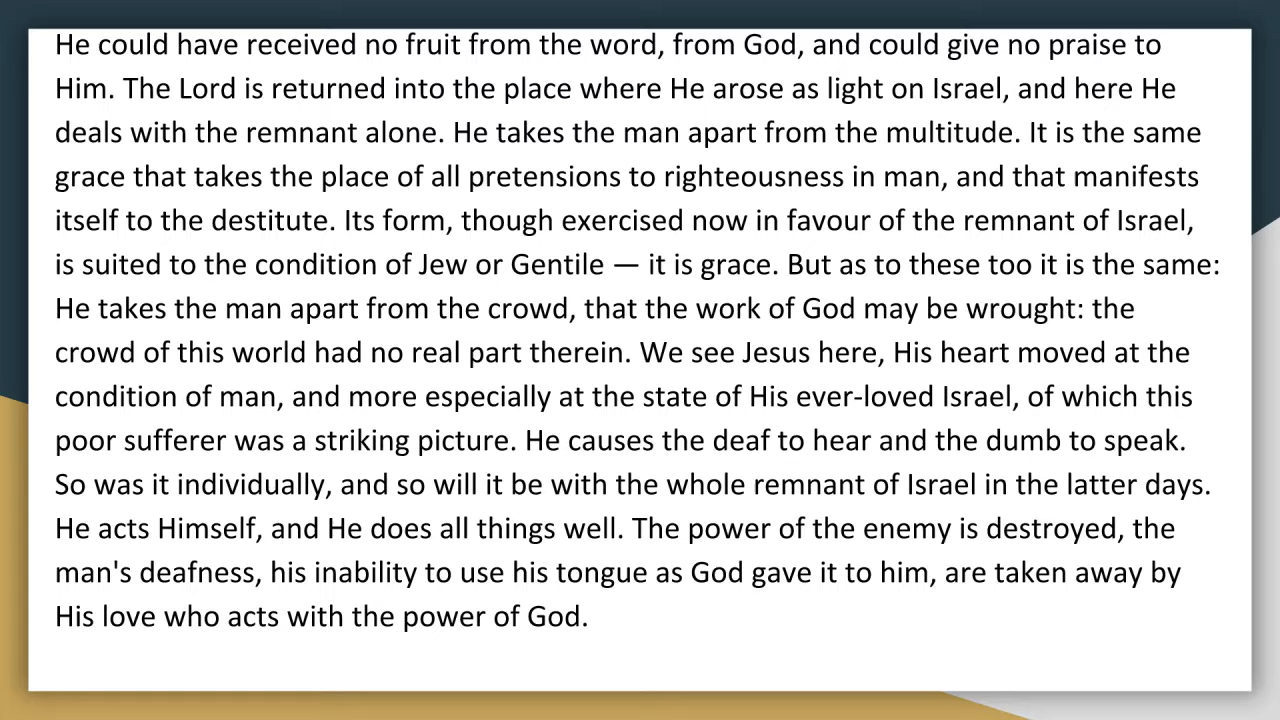 He could have received no fruit from the word, from God, and could give no praise to
Him. The Lord is returned into the place where He arose as light on Israel, and here He
deals with the remnant alone. He takes the man apart from the multitude. It is the same
grace that takes the place of all pretensions to righteousness in man, and that manifests
itself to the destitute. Its form, though exercised now in favour of the remnant of Israel,
is suited to the condition of Jew or Gentile — it is grace. But as to these too it is the same:
He takes the man apart from the crowd, that the work of God may be wrought: the
crowd of this world had no real part therein. We see Jesus here, His heart moved at the
condition of man, and more especially at the state of His ever-loved Israel, of which this
poor sufferer was a striking picture. He causes the deaf to hear and the dumb to speak.
So was it individually, and so will it be with the whole remnant of Israel in the latter days.
He acts Himself, and He does all things well. The power of the enemy is destroyed, the
man's deafness, his inability to use his tongue as God gave it to him, are taken away by
His love who acts with the power of God.